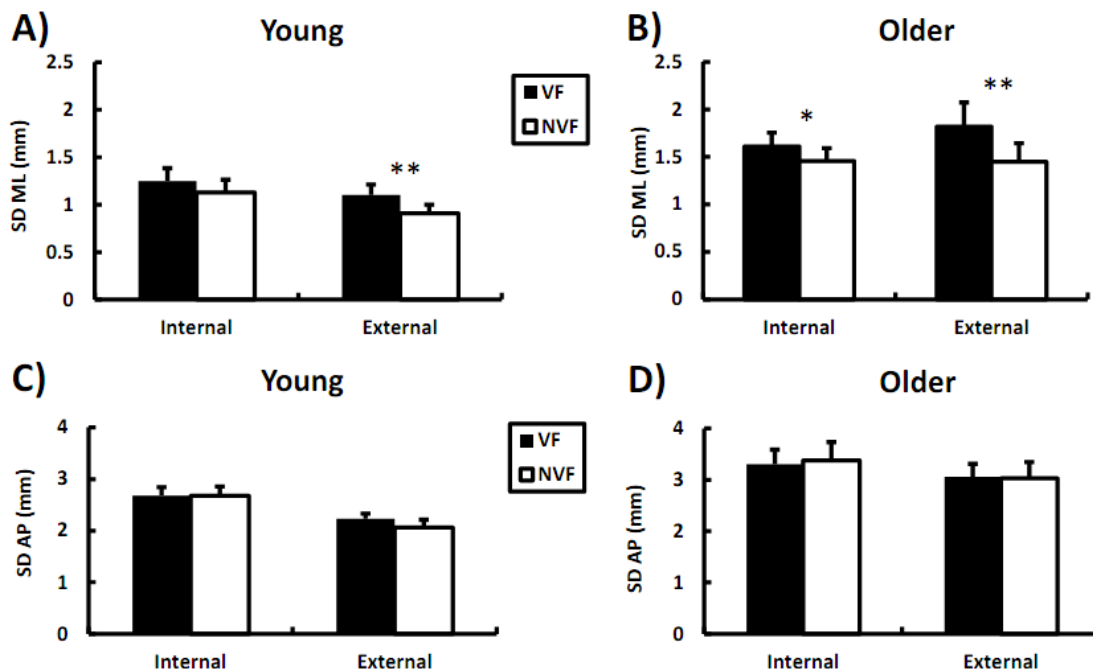 A) Young
SD ML (mm)
2.5
2
1.5
1
0.5
0
**
Internal External
VF
NVF
B) Older
SD ML (mm)
2.5
2
1.5
1
0.5
0
*
**
Internal External
C) Young
SD AP (mm)
4
3
2
1
0
Internal External
VF
NVF
D) Older
SD AP (mm)
4
3
2
1
0
Internal External